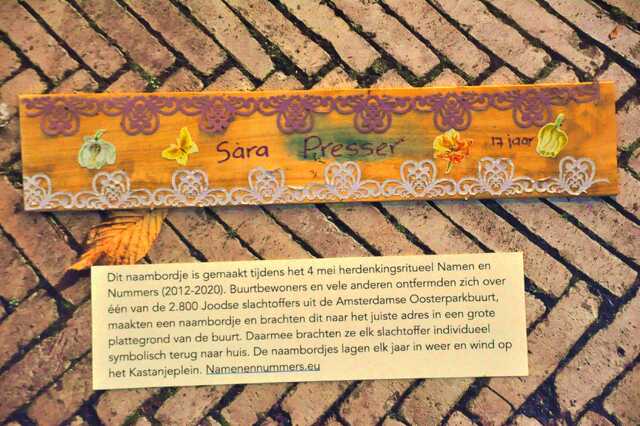 Sara Presser 17 jaar
Dit naambordje is gemaakt tijdens het 4 mei herdenkingsritueel Namen en
Nummers (2012-2020). Buurtbewoners en vele anderen ontfermden zich over
één van de 2.800 Joodse slachtoffers uit de Amsterdamse Oosterparkbuurt,
maakten een naambordje en brachten dit naar het juiste adres in een grote
plattegrond van de buurt. Daarmee brachten ze elk slachtoffer individueel
symbolisch terug naar huis. De naambordjes lagen elk jaar in weer en wind op
het Kastanjeplein. Namenennummers.eu